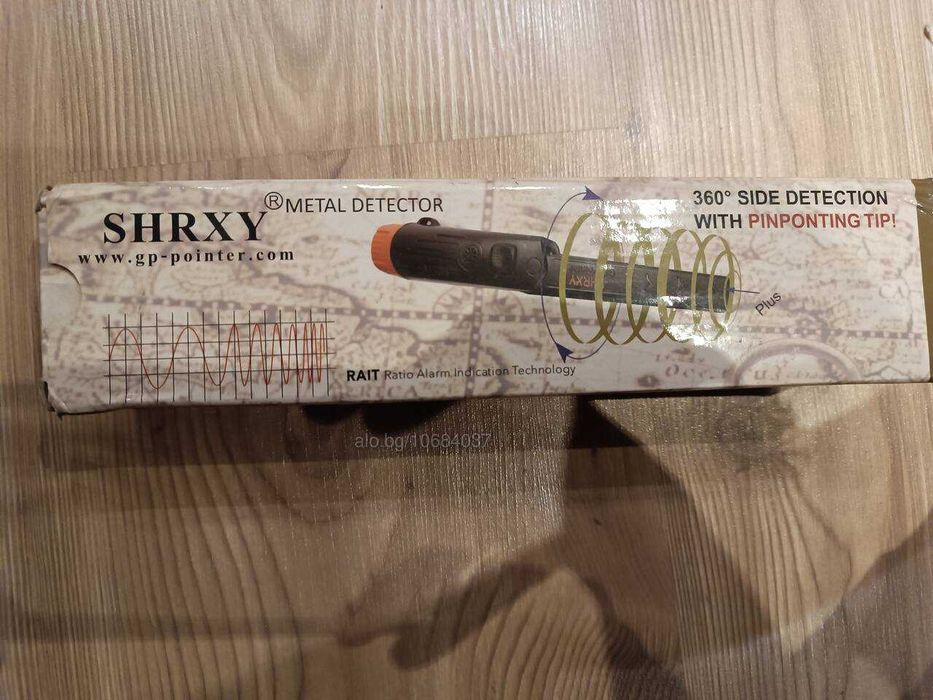 SHRXY® METAL DETECTOR
www.gp-pointer.com
360° SIDE DETECTION
WITH PINPONTING TIP!
SHRXY
Plus
RAIT Ratio Alarm Indication Technology
alo.bg/10684037